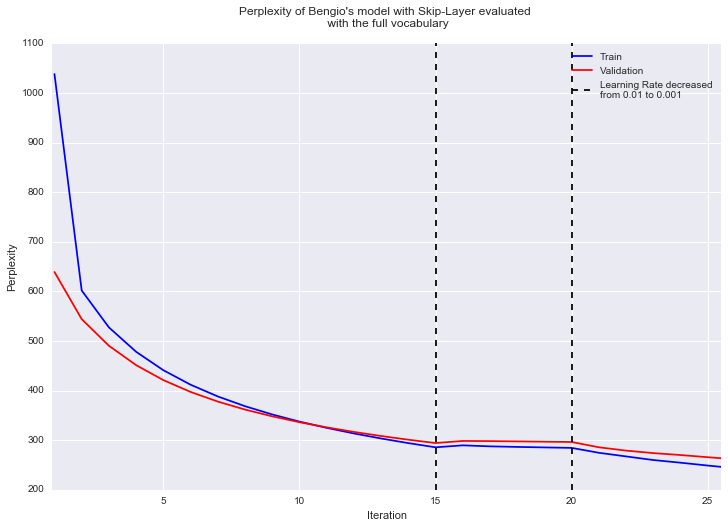 Perplexity of Bengio's model with Skip-Layer evaluated
with the full vocabulary
1100
1000
900
800
700
600
500
400
300
200
Perplexity
5
10
15
20
25
Iteration
Train
Validation
Learning Rate decreased
from 0.01 to 0.001